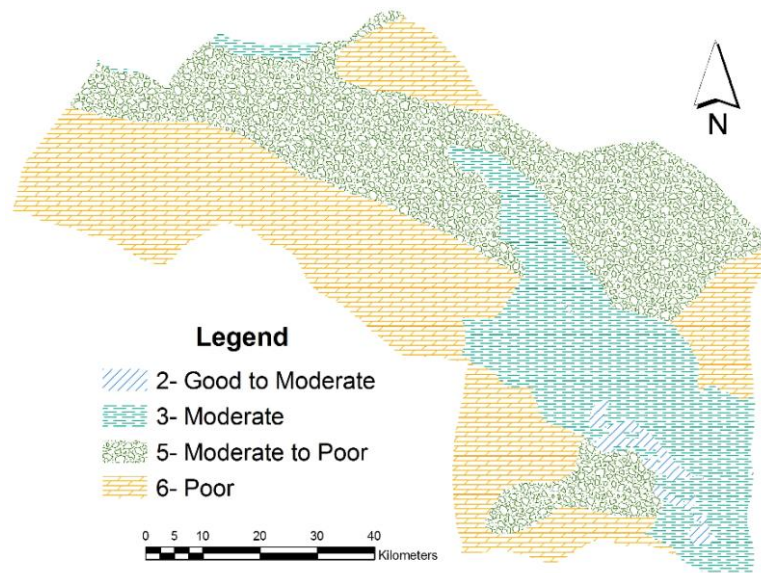 N
Legend
2- Good to Moderate
3- Moderate
5- Moderate to Poor
6- Poor
0 5 10 20 30 40
Kilometers